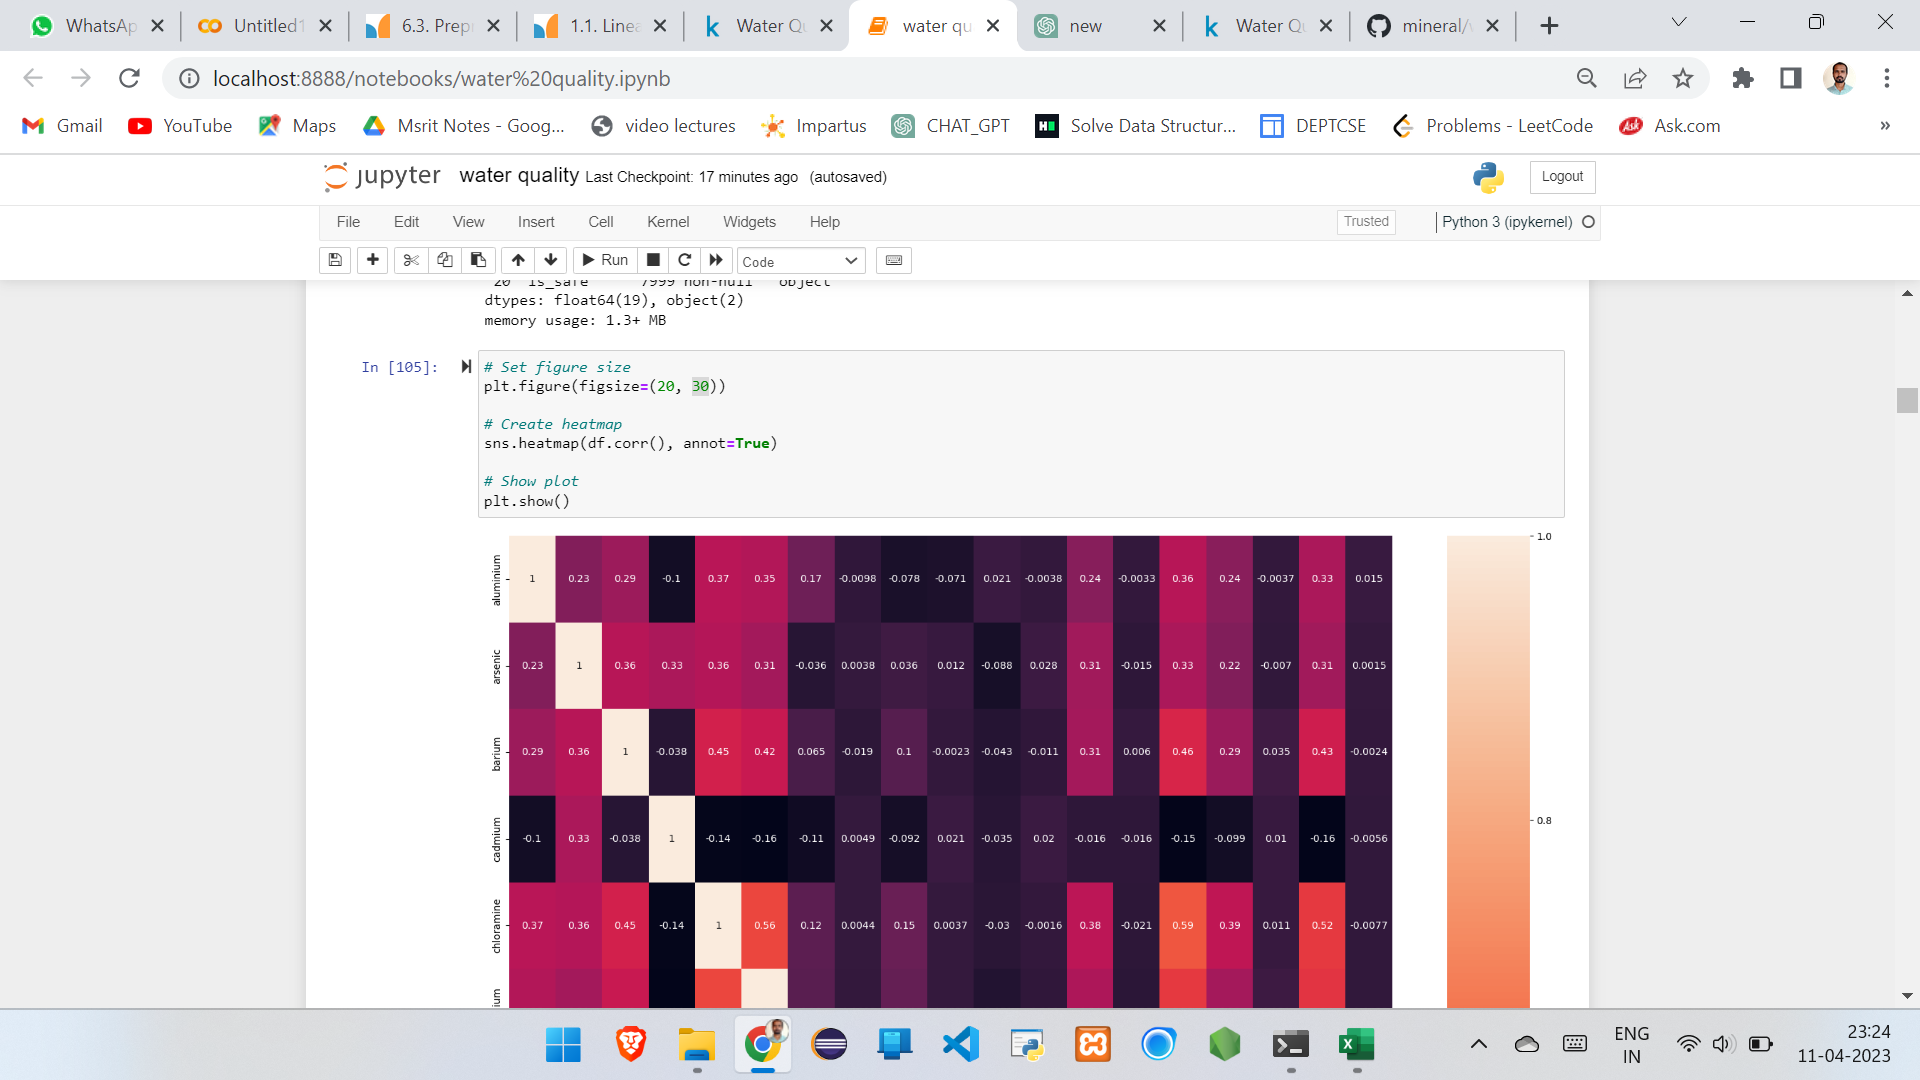 WhatsAp
Untitled1
6.3. Prepr
1.1. Linea
Water Qu
water qu
new
Water Qu
mineral/w
localhost:8888/notebooks/water%20quality.ipynb
Gmail
YouTube
Maps
Msrit Notes - Goog...
video lectures
Impartus
CHAT_GPT
Solve Data Structur...
DEPTCSE
Problems - LeetCode
Ask.com
»
jupyter water quality Last Checkpoint: 17 minutes ago (autosaved)
Logout
File Edit View Insert Cell Kernel Widgets Help
Trusted
Python 3 (ipykernel)
Run
Code
20 is_safe 7999 non-null object
dtypes: float64(19), object(2)
memory usage: 1.3+ MB
In [105]:
# Set figure size
plt.figure(figsize=(20, 30))
# Create heatmap
sns.heatmap(df.corr(), annot=True)
# Show plot
plt.show()
aluminium 1 0.23 0.29 -0.1 0.37 0.35 0.17 -0.0098 -0.078 -0.071 0.021 -0.0038 0.24 -0.0033 0.36 0.24 -0.0037 0.33 0.015
arsenic 0.23 1 0.36 0.33 0.36 0.31 -0.036 0.0038 0.036 0.012 -0.088 0.028 0.31 -0.015 0.33 0.22 -0.007 0.31 0.0015
barium 0.29 0.36 1 -0.038 0.45 0.42 0.065 -0.019 0.1 -0.0023 -0.043 -0.011 0.31 0.006 0.46 0.29 0.035 0.43 -0.0024
cadmium -0.1 0.33 -0.038 1 -0.14 -0.16 -0.11 0.0049 -0.092 0.021 -0.035 0.02 -0.016 -0.016 -0.15 -0.099 0.01 -0.16 -0.0056
chloramine 0.37 0.36 0.45 -0.14 1 0.56 0.12 0.0044 0.15 0.0037 -0.03 -0.0016 0.38 -0.021 0.59 0.39 0.011 0.52 -0.0077
ium
1.0
0.8
ENG
IN
23:24
11-04-2023